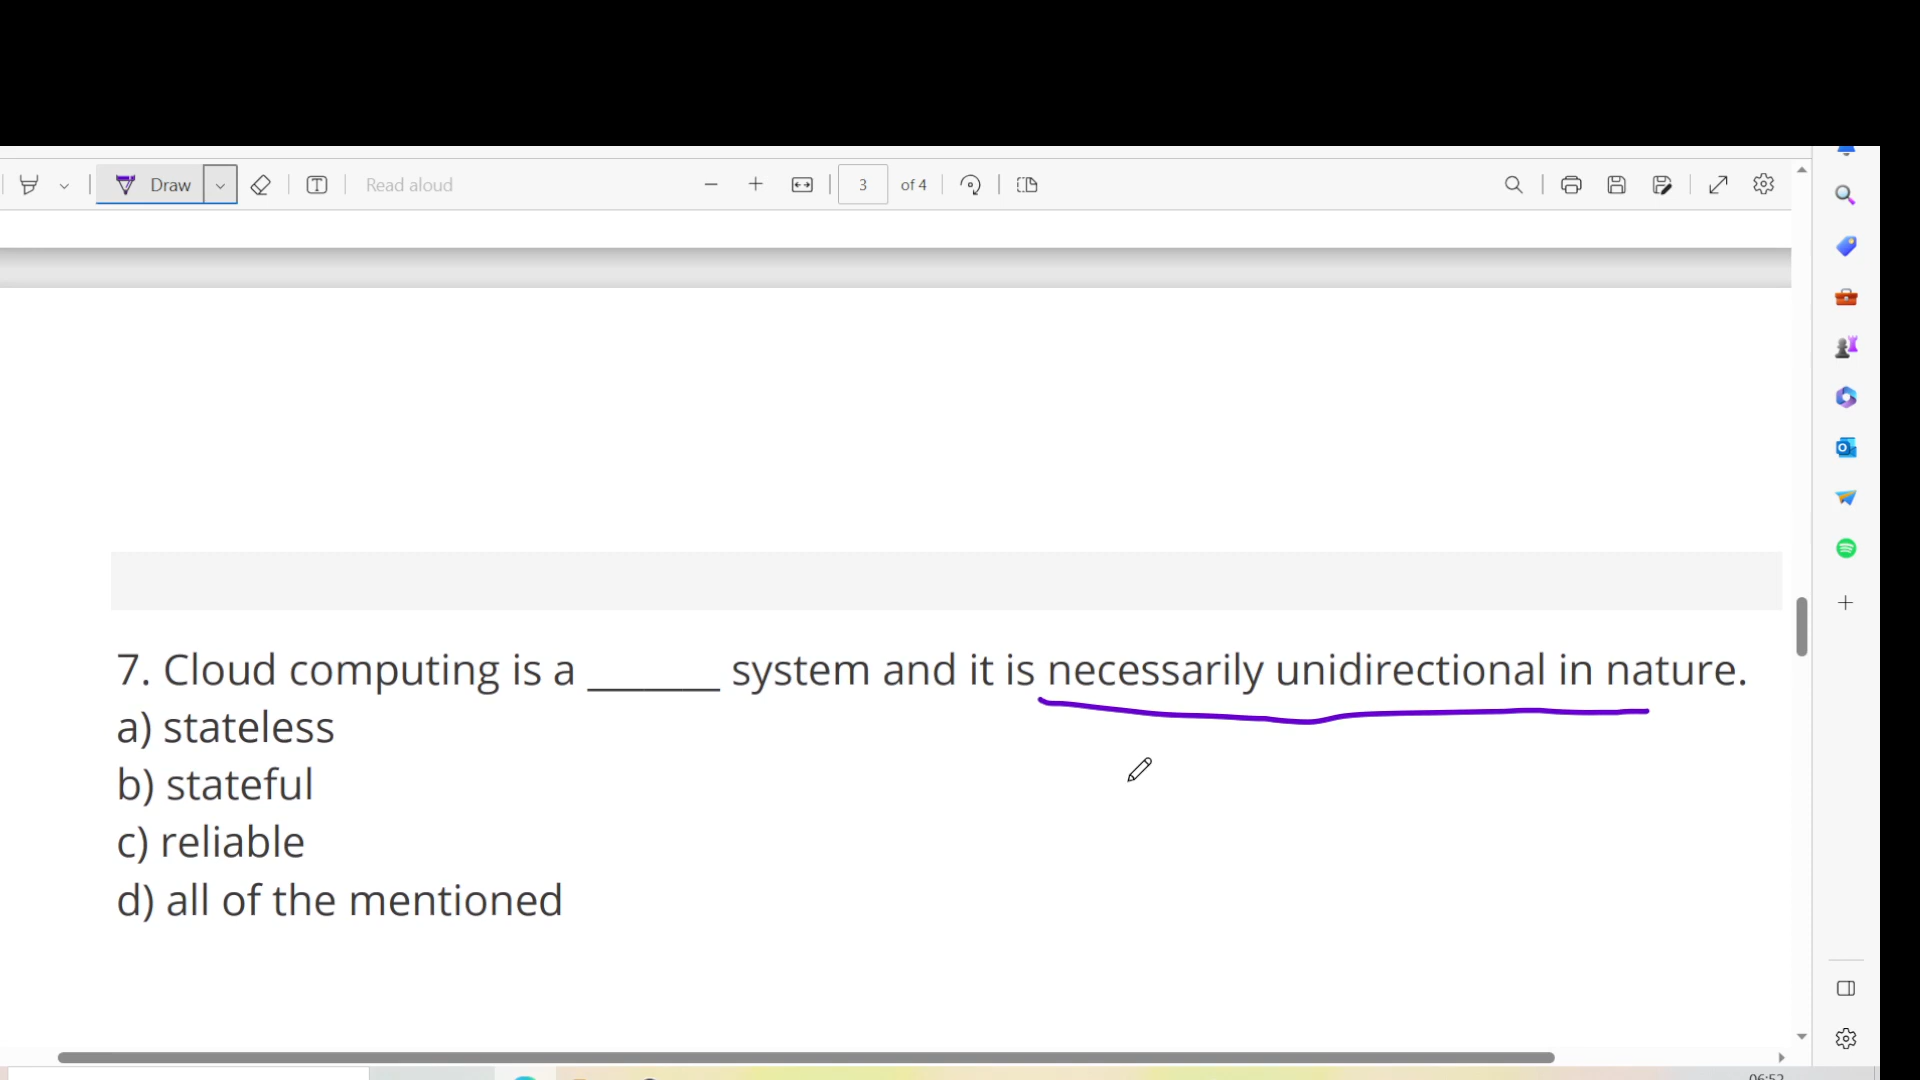 Draw
Read aloud
3 of 4
7. Cloud computing is a ______ system and it is necessarily unidirectional in nature.
a) stateless
b) stateful
c) reliable
d) all of the mentioned